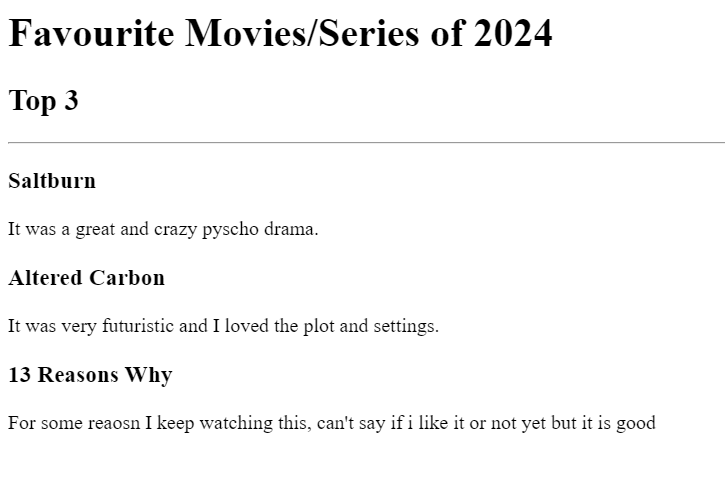 Favourite Movies/Series of 2024
Top 3
Saltburn
It was a great and crazy pyscho drama.
Altered Carbon
It was very futuristic and I loved the plot and settings.
13 Reasons Why
For some reaosn I keep watching this, can't say if i like it or not yet but it is good